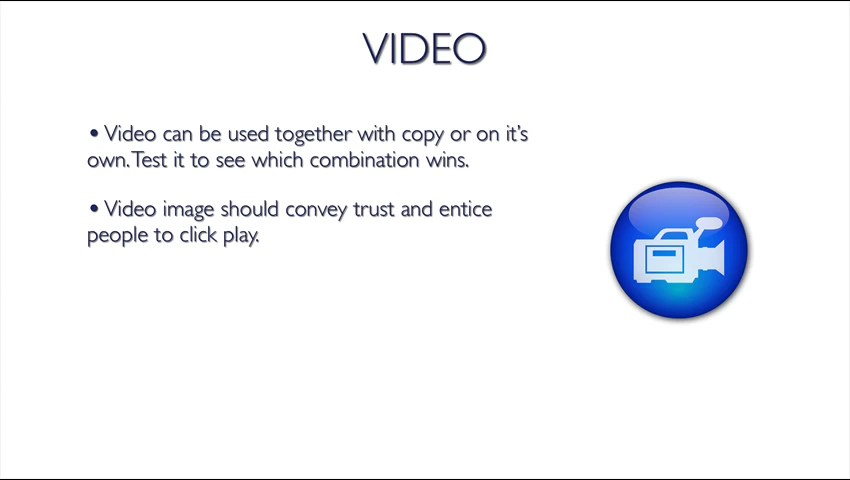 VIDEO
• Video can be used together with copy or on it's
own. Test it to see which combination wins.
• Video image should convey trust and entice
people to click play.